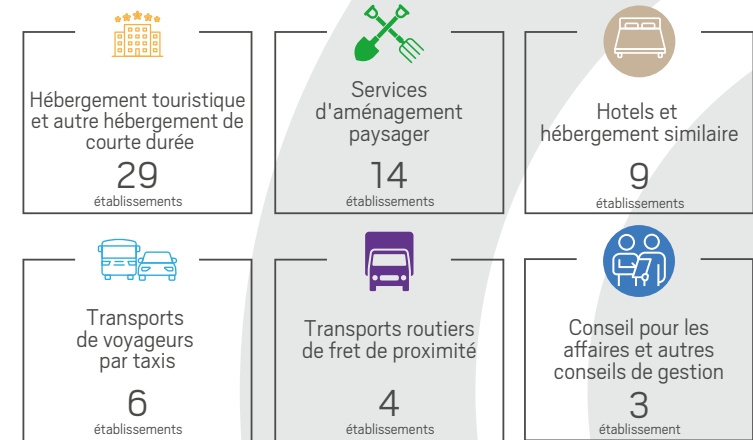 Hébergement touristique
et autre hébergement de
courte durée
29
établissements
Services
d'aménagement
paysager
14
établissements
Hotels et
hébergement similaire
9
établissements
Transports
de voyageurs
par taxis
6
établissements
Transports routiers
de fret de proximité
4
établissements
Conseil pour les
affaires et autres
conseils de gestion
3
établissement